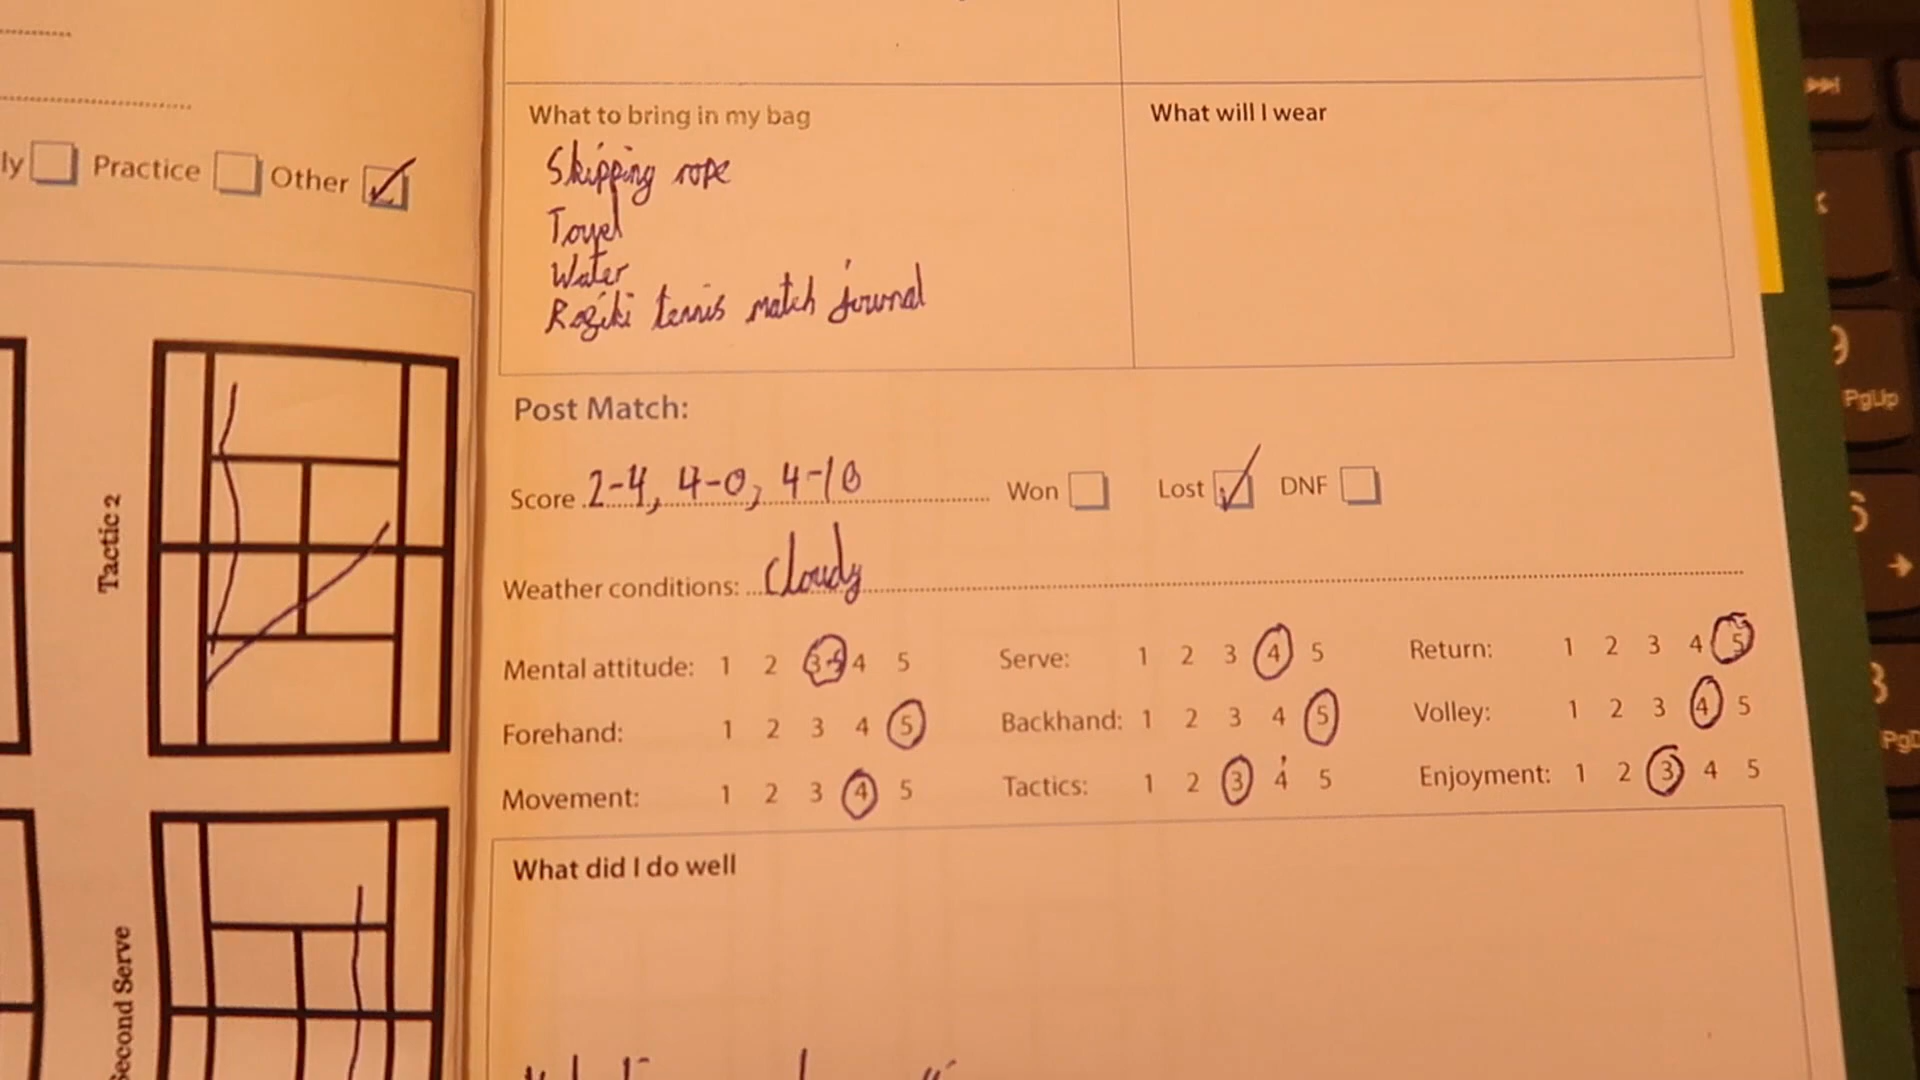 ly Practice Other
Tactic 2
Second Serve
What to bring in my bag
Skipping rope
Towel
Water
Rogiki tennis match journal
What will I wear
Post Match:
Score 2-4, 4-0, 4-10 Won Lost DNF
Weather conditions: Cloudy
Mental attitude: 1 2 3 4 5 Serve: 1 2 3 4 5 Return: 1 2 3 4 5
Forehand: 1 2 3 4 5 Backhand: 1 2 3 4 5 Volley: 1 2 3 4 5
Movement: 1 2 3 4 5 Tactics: 1 2 3 4 5 Enjoyment: 1 2 3 4 5
What did I do well
9
PgUp